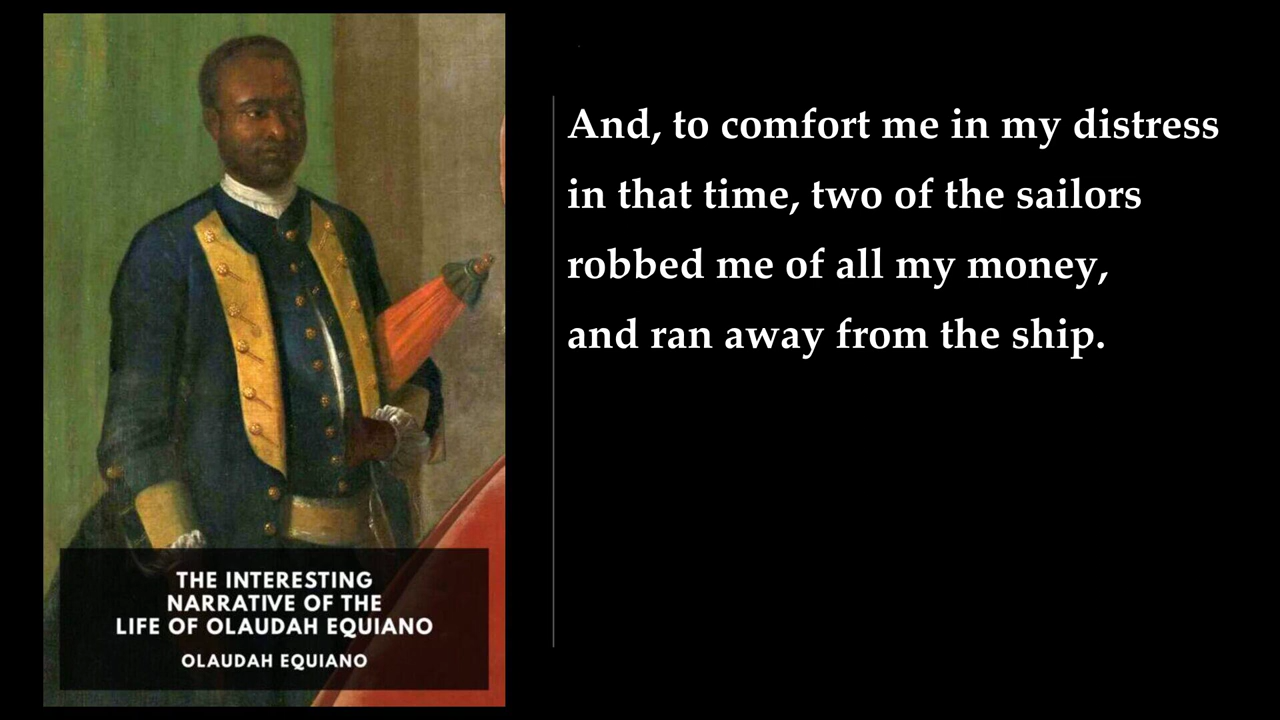 And, to comfort me in my distress
in that time, two of the sailors
robbed me of all my money,
and ran away from the ship.
THE INTERESTING
NARRATIVE OF THE
LIFE OF OLAUDAH EQUIANO
OLAUDAH EQUIANO